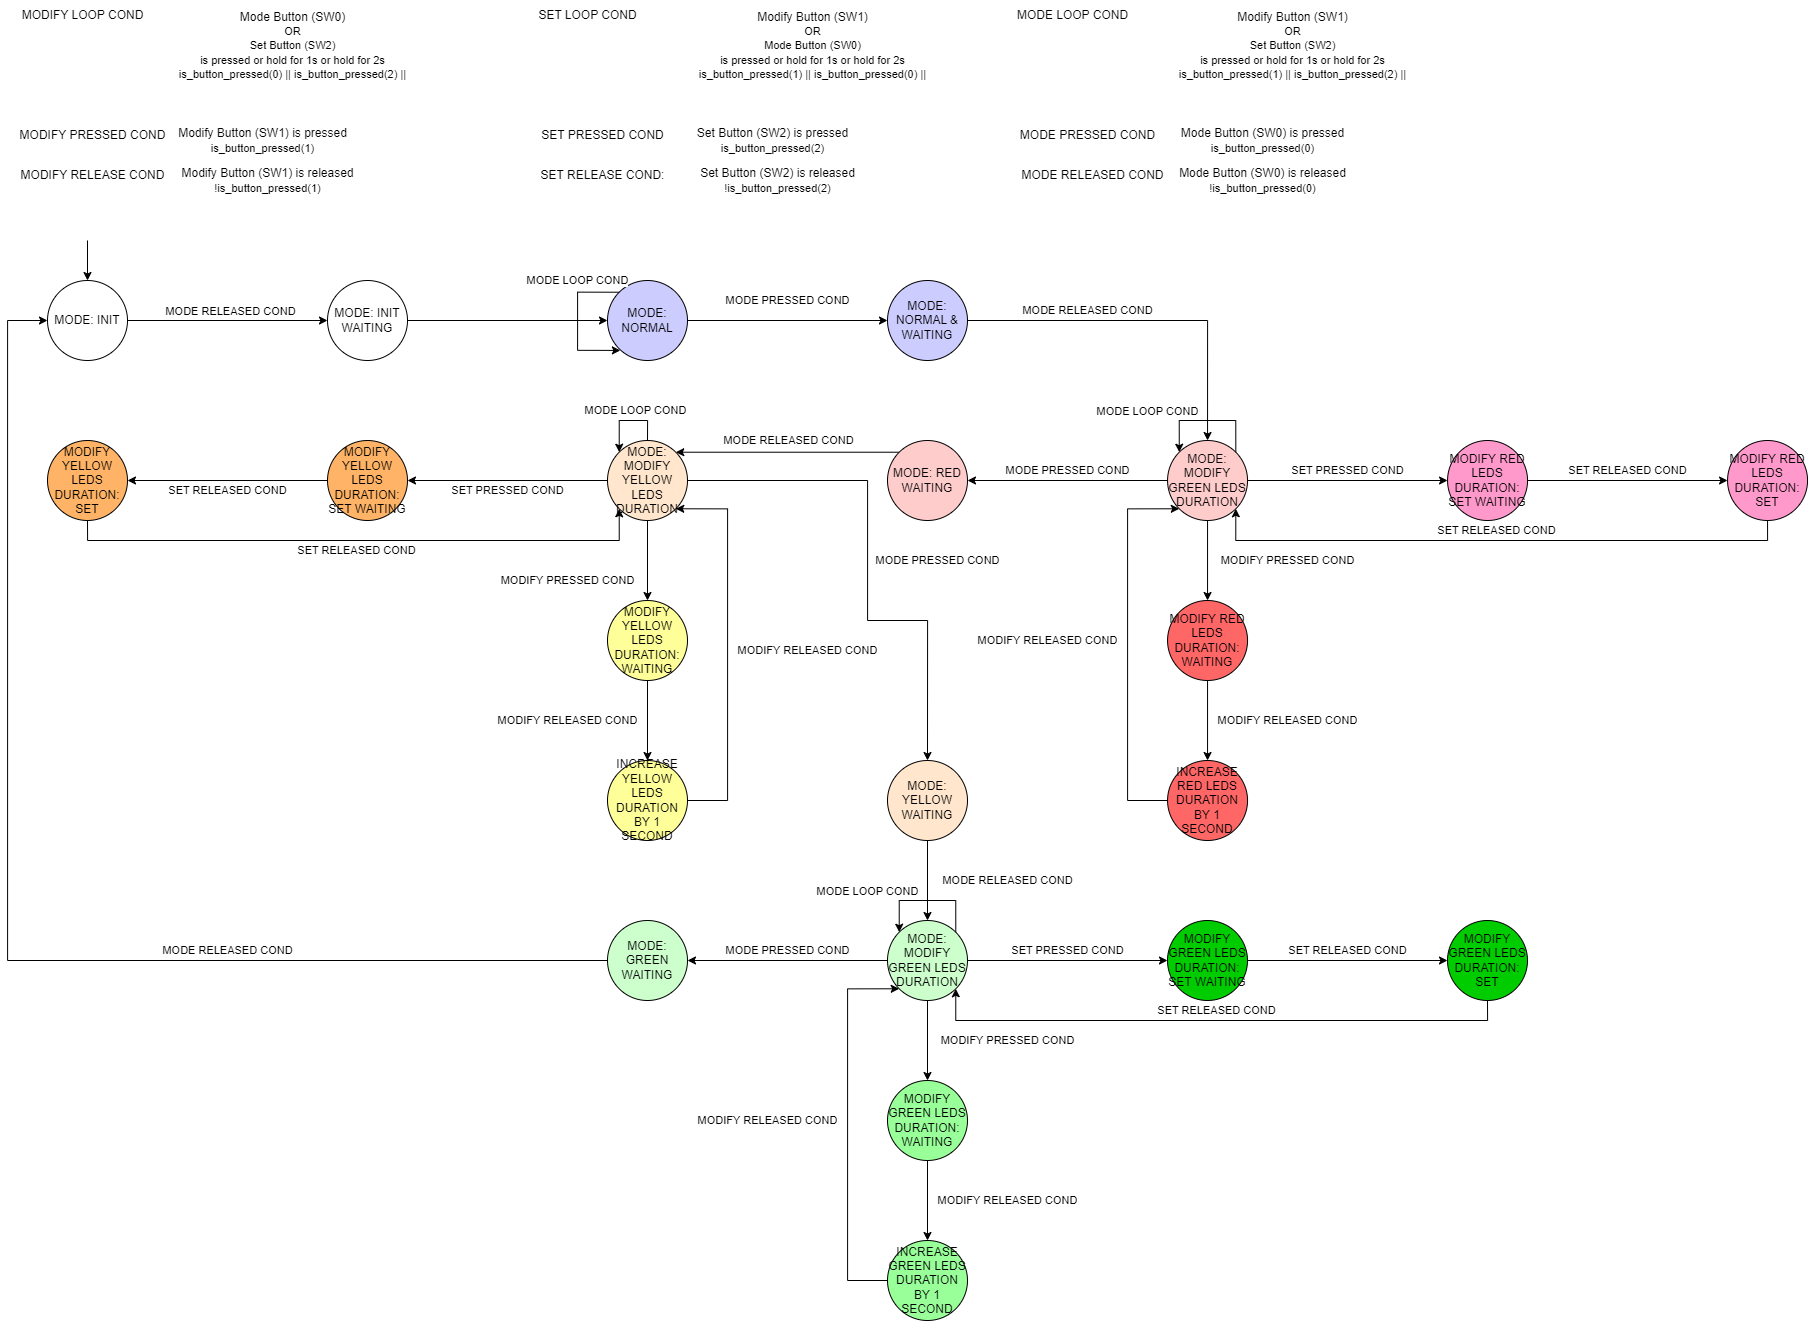 MODIFY LOOP COND
Mode Button (SW0)
OR
Set Button (SW2)
is pressed or hold for 1s or hold for 2s
is_button_pressed(0) || is_button_pressed(2) ||
SET LOOP COND
Modify Button (SW1)
OR
Mode Button (SW0)
is pressed or hold for 1s or hold for 2s
is_button_pressed(1) || is_button_pressed(0) ||
MODE LOOP COND
Modify Button (SW1)
OR
Set Button (SW2)
is pressed or hold for 1s or hold for 2s
is_button_pressed(1) || is_button_pressed(2) ||
MODIFY PRESSED COND
Modify Button (SW1) is pressed
is_button_pressed(1)
SET PRESSED COND
Set Button (SW2) is pressed
is_button_pressed(2)
MODE PRESSED COND
Mode Button (SW0) is pressed
is_button_pressed(0)
MODIFY RELEASE COND
Modify Button (SW1) is released
!is_button_pressed(1)
SET RELEASE COND:
Set Button (SW2) is released
!is_button_pressed(2)
MODE RELEASED COND
Mode Button (SW0) is released
!is_button_pressed(0)
MODE: INIT
MODE RELEASED COND
MODE: INIT
WAITING
MODE LOOP COND
MODE:
NORMAL
MODE PRESSED COND
MODE:
NORMAL &
WAITING
MODE RELEASED COND
MODIFY
YELLOW
LEDS
DURATION:
SET
SET RELEASED COND
MODIFY
YELLOW
LEDS
DURATION:
SET WAITING
SET PRESSED COND
MODE LOOP COND
MODE:
MODIFY
YELLOW
LEDS
DURATION
MODE RELEASED COND
MODE: RED
WAITING
MODE PRESSED COND
MODE LOOP COND
MODE:
MODIFY
GREEN LEDS
DURATION
SET PRESSED COND
MODIFY RED
LEDS
DURATION:
SET WAITING
SET RELEASED COND
MODIFY RED
LEDS
DURATION:
SET
SET RELEASED COND
SET RELEASED COND
MODIFY PRESSED COND
MODE PRESSED COND
MODIFY PRESSED COND
MODIFY
YELLOW
LEDS
DURATION:
WAITING
MODIFY RELEASED COND
MODIFY RELEASED COND
MODIFY RED
LEDS
DURATION:
WAITING
MODIFY RELEASED COND
MODIFY RELEASED COND
INCREASE
YELLOW
LEDS
DURATION
BY 1
SECOND
MODE:
YELLOW
WAITING
INCREASE
RED LEDS
DURATION
BY 1
SECOND
MODE LOOP COND
MODE RELEASED COND
MODE RELEASED COND
MODE:
GREEN
WAITING
MODE PRESSED COND
MODE:
MODIFY
GREEN LEDS
DURATION
SET PRESSED COND
MODIFY
GREEN LEDS
DURATION:
SET WAITING
SET RELEASED COND
MODIFY
GREEN LEDS
DURATION:
SET
SET RELEASED COND
MODIFY PRESSED COND
MODIFY RELEASED COND
MODIFY
GREEN LEDS
DURATION:
WAITING
MODIFY RELEASED COND
INCREASE
GREEN LEDS
DURATION
BY 1
SECOND